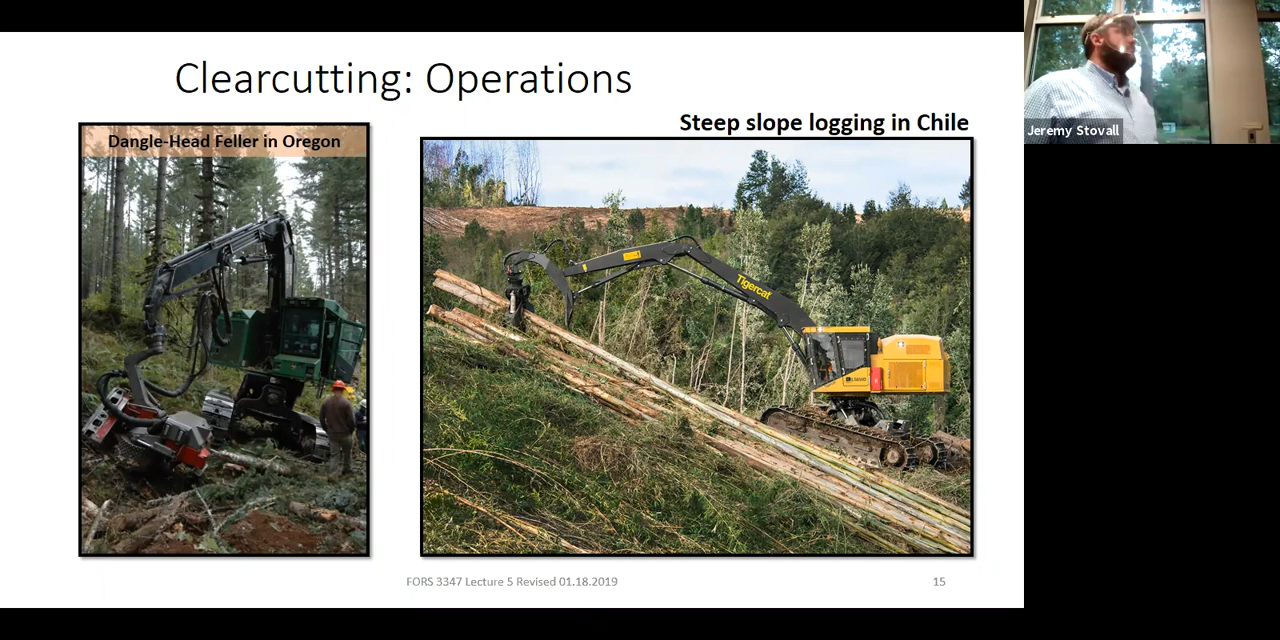 Clearcutting: Operations
Steep slope logging in Chile
Dangle-Head Feller in Oregon
Tigercat
FORS 3347 Lecture 5 Revised 01.18.2019
15
Jeremy Stovall